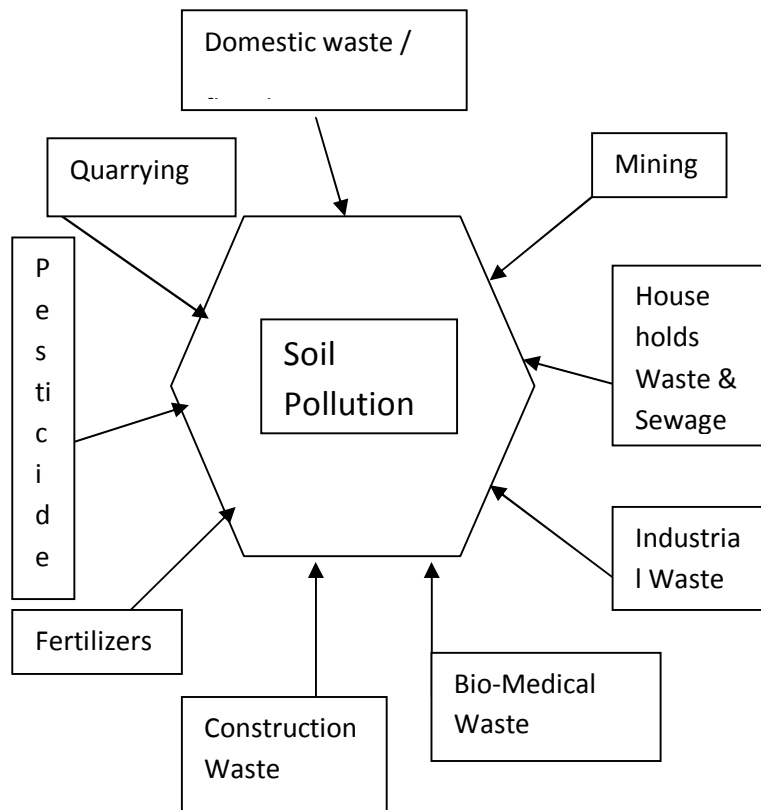 Domestic waste /
Quarrying
Mining
P
e
s
ti
c
i
d
e
House
holds
Waste &
Sewage
Soil
Pollution
Industria
l Waste
Fertilizers
Bio-Medical
Waste
Construction
Waste